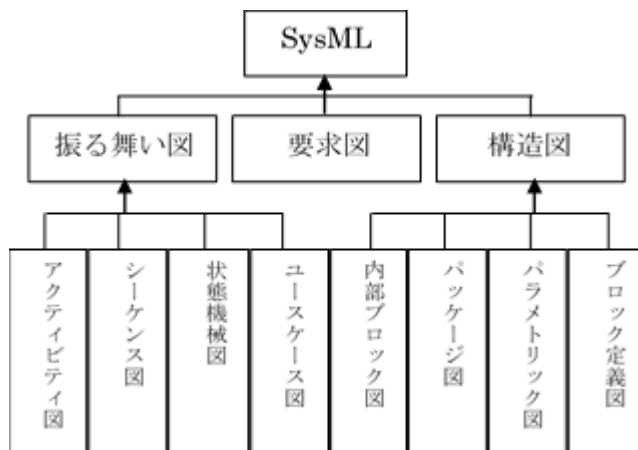 SysML
振る舞い図
要求図
構造図
アクティビティ図
シーケンス図
状態機械図
ユースケース図
内部ブロック図
パッケージ図
パラメトリック図
ブロック定義図